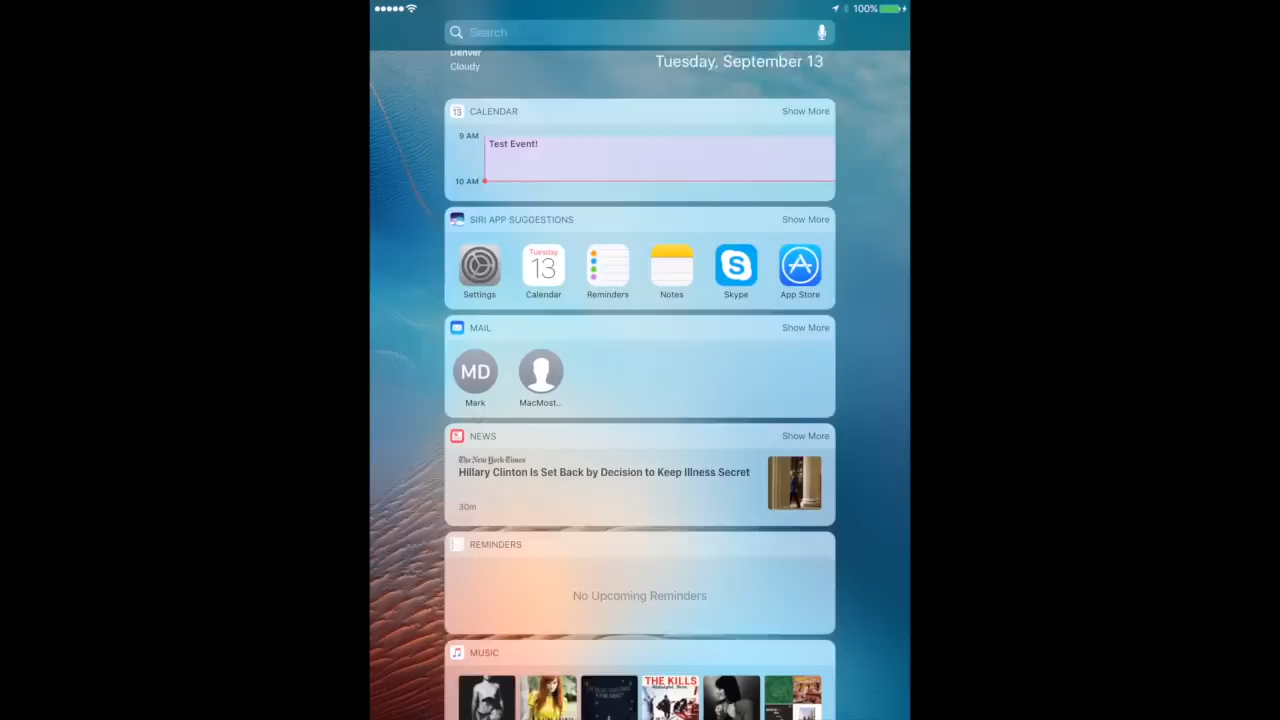 100%
Search
Denver
Cloudy
Tuesday, September 13
13
CALENDAR
Show More
9 AM
Test Event!
10 AM
SIRI APP SUGGESTIONS
Show More
Tuesday
13
Settings
Calendar
Reminders
Notes
Skype
App Store
MAIL
Show More
MD
Mark
MacMost...
NEWS
Show More
The New York Times
Hillary Clinton Is Set Back by Decision to Keep Illness Secret
30m
REMINDERS
No Upcoming Reminders
MUSIC
THE KILLS